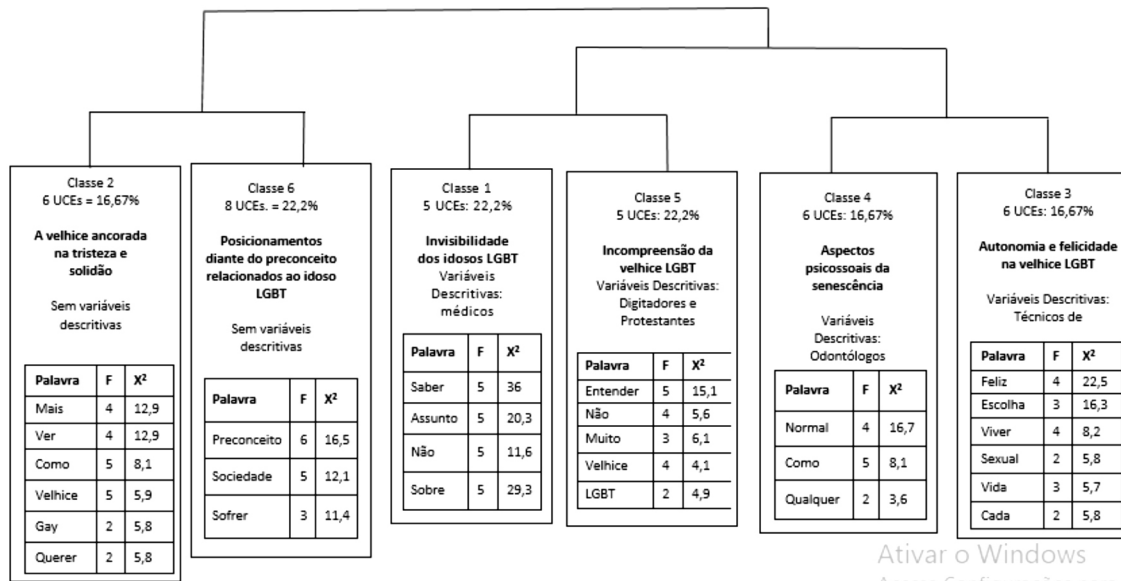 Classe 2
6 UCEs = 16,67%
A velhice ancorada
na tristeza e
solidão
Sem variáveis
descritivas
Palavra F X²
Mais 4 12,9
Ver 4 12,9
Como 5 8,1
Velhice 5 5,9
Gay 2 5,8
Querer 2 5,8
Classe 6
8 UCEs. = 22,2%
Posicionamentos
diante do preconceito
relacionados ao idoso
LGBT
Sem variáveis
descritivas
Palavra F X²
Preconceito 6 16,5
Sociedade 5 12,1
Sofrer 3 11,4
Classe 1
5 UCEs: 22,2%
Invisibilidade
dos idosos LGBT
Variáveis
Descritivas:
médicos
Palavra F X²
Saber 5 36
Assunto 5 20,3
Não 5 11,6
Sobre 5 29,3
Classe 5
5 UCEs: 22,2%
Incompreensão da
velhice LGBT
Variáveis Descritivas:
Digitadores e
Protestantes
Palavra F X²
Entender 5 15,1
Não 4 5,6
Muito 3 6,1
Velhice 4 4,1
LGBT 2 4,9
Classe 4
6 UCEs: 16,67%
Aspectos
psicossoais da
senescência
Variáveis
Descritivas:
Odontólogos
Palavra F X²
Normal 4 16,7
Como 5 8,1
Qualquer 2 3,6
Classe 3
6 UCEs: 16,67%
Autonomia e felicidade
na velhice LGBT
Variáveis Descritivas:
Técnicos de
Palavra F X²
Feliz 4 22,5
Escolha 3 16,3
Viver 4 8,2
Sexual 2 5,8
Vida 3 5,7
Cada 2 5,8
Ativar o Windows